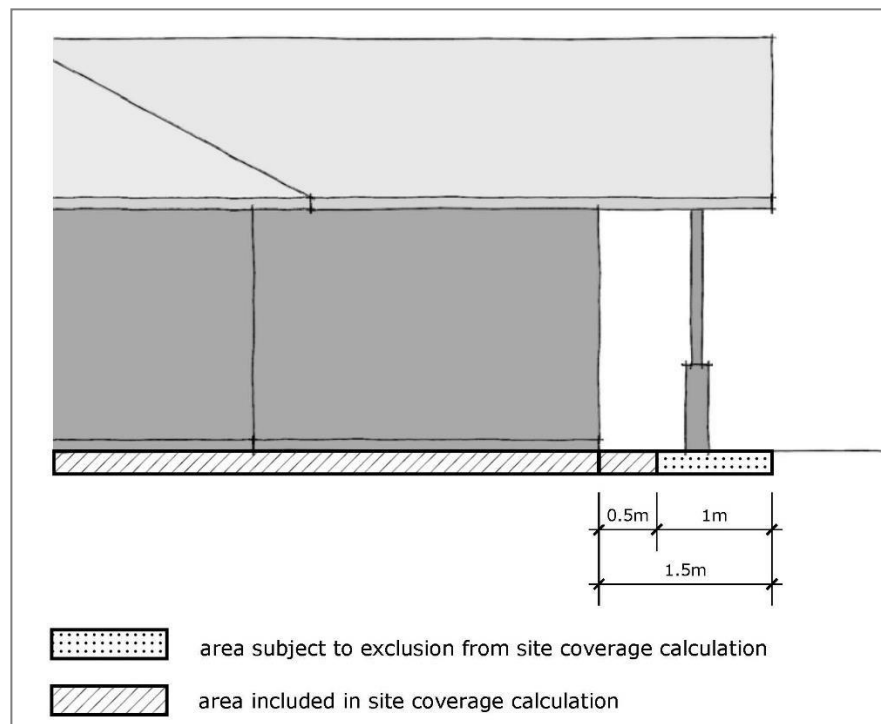 0.5m 1m
1.5m
area subject to exclusion from site coverage calculation
area included in site coverage calculation